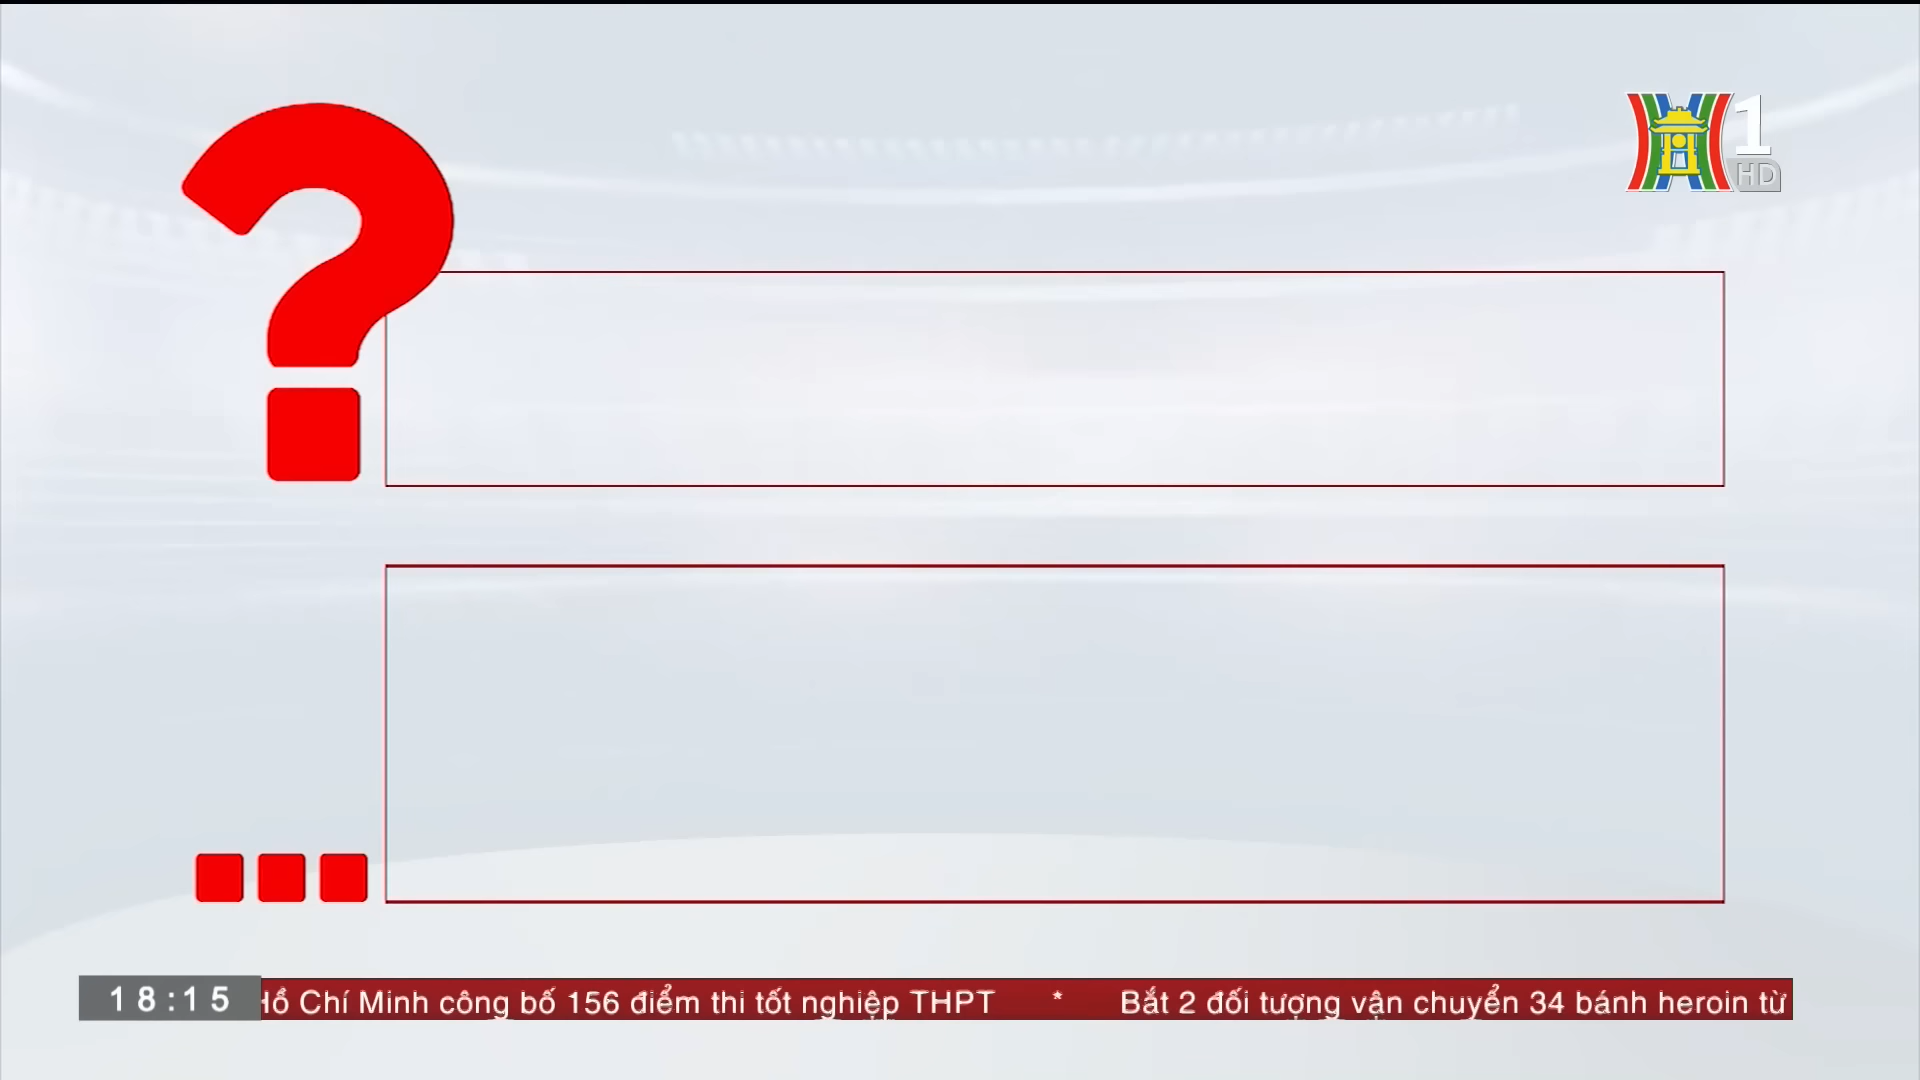 1
HD
18:15 Hồ Chí Minh công bố 156 điểm thi tốt nghiệp THPT * Bắt 2 đối tượng vận chuyển 34 bánh heroin từ